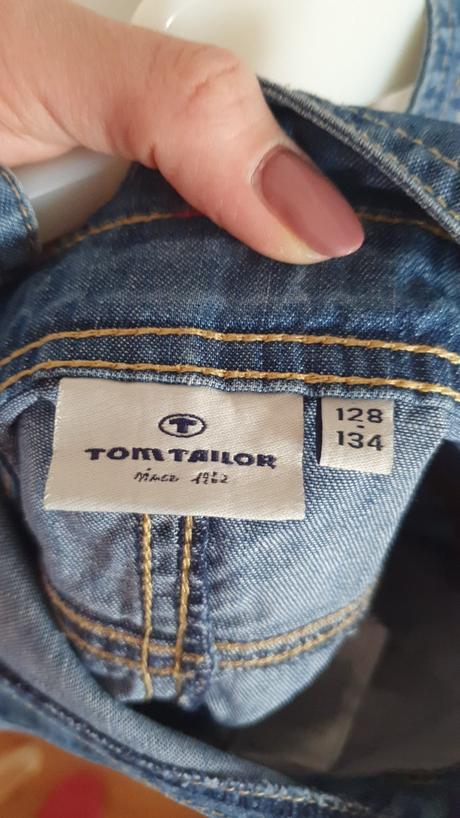 T
TOM TAILOR
since 1962
128
-
134